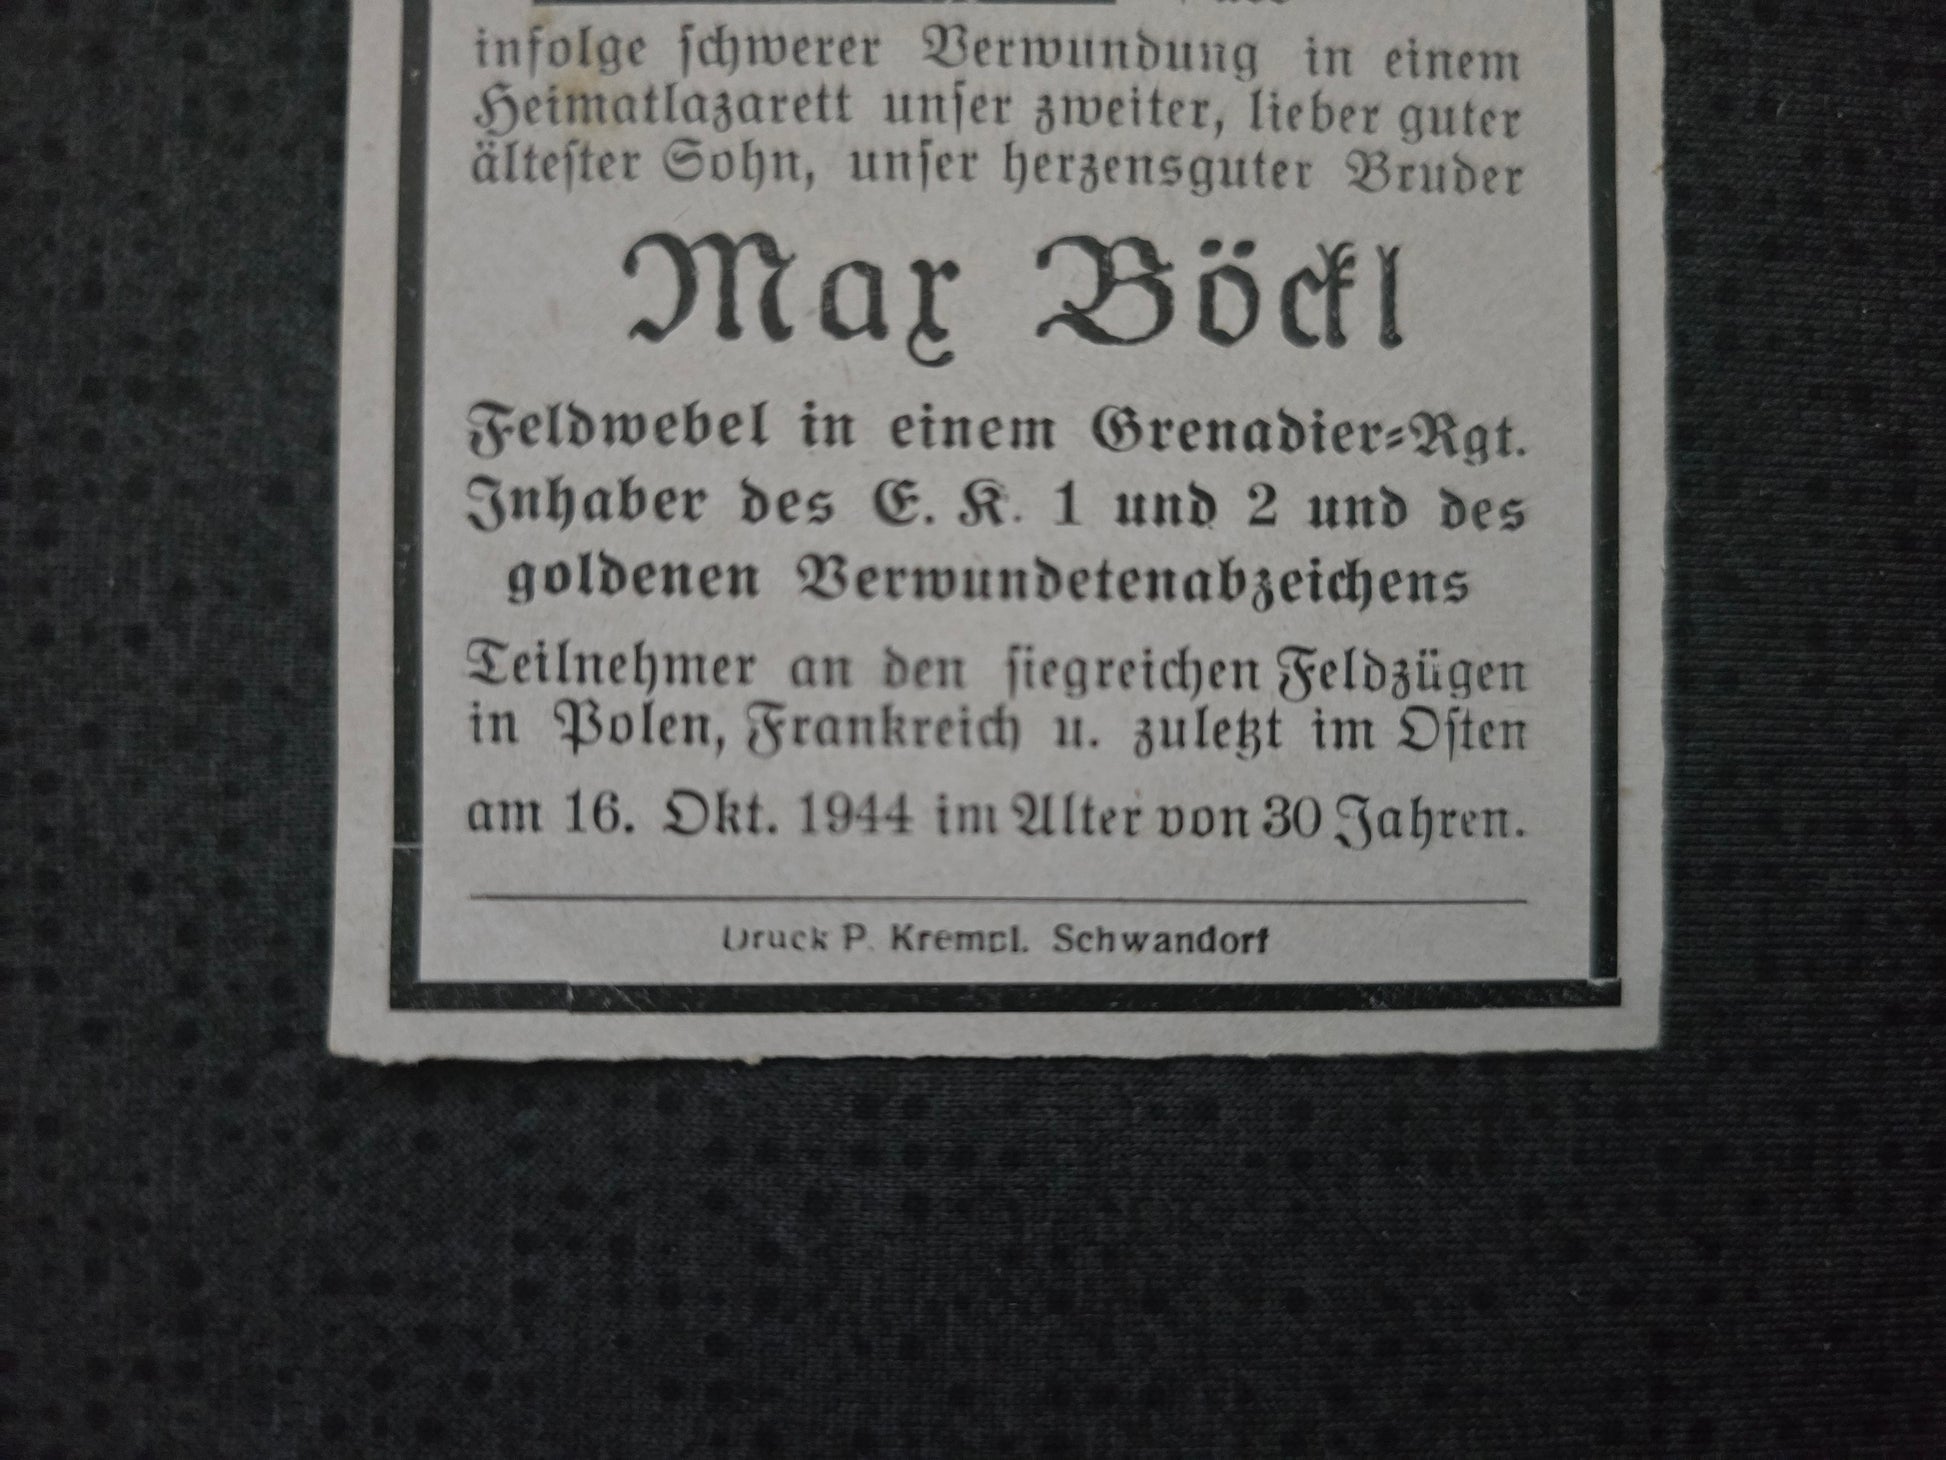 infolge schwerer Verwundung in einem
Heimatlazarett unser zweiter, lieber guter
ältester Sohn, unser herzensguter Bruder
Max Böckl
Feldwebel in einem Grenadier=Rgt.
Inhaber des E. K. 1 und 2 und des
goldenen Verwundetenabzeichens
Teilnehmer an den siegreichen Feldzügen
in Polen, Frankreich u. zuletzt im Osten
am 16. Okt. 1944 im Alter von 30 Jahren.
Druck P. Krempl. Schwandorf